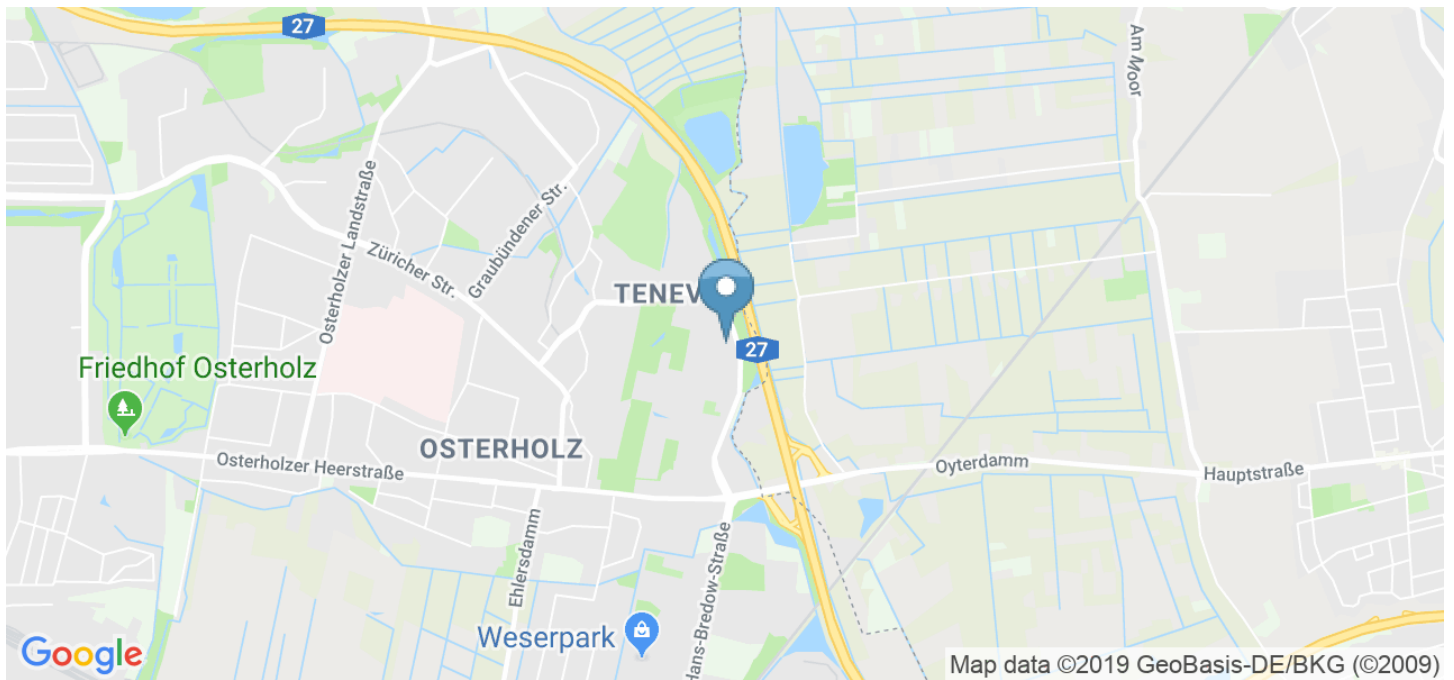 27
Am Moor
Osterholzer Landstraße
Graubündener Str.
Züricher Str.
TENEV
27
Friedhof Osterholz
OSTERHOLZ
Osterholzer Heerstraße
Oyterdamm
Hauptstraße
Ehlersdamm
Hans-Bredow-Straße
Weserpark
Google
Map data ©2019 GeoBasis-DE/BKG (©2009)